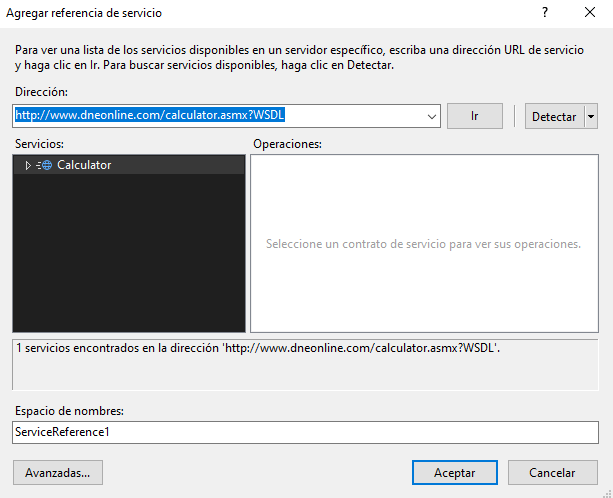 Agregar referencia de servicio
?
Para ver una lista de los servicios disponibles en un servidor específico, escriba una dirección URL de servicio
y haga clic en Ir. Para buscar servicios disponibles, haga clic en Detectar.
Dirección:
http://www.dneonline.com/calculator.asmx?WSDL
Ir
Detectar
Servicios:
Operaciones:
Calculator
Seleccione un contrato de servicio para ver sus operaciones.
1 servicios encontrados en la dirección 'http://www.dneonline.com/calculator.asmx?WSDL'.
Espacio de nombres:
ServiceReference1
Avanzadas...
Aceptar
Cancelar